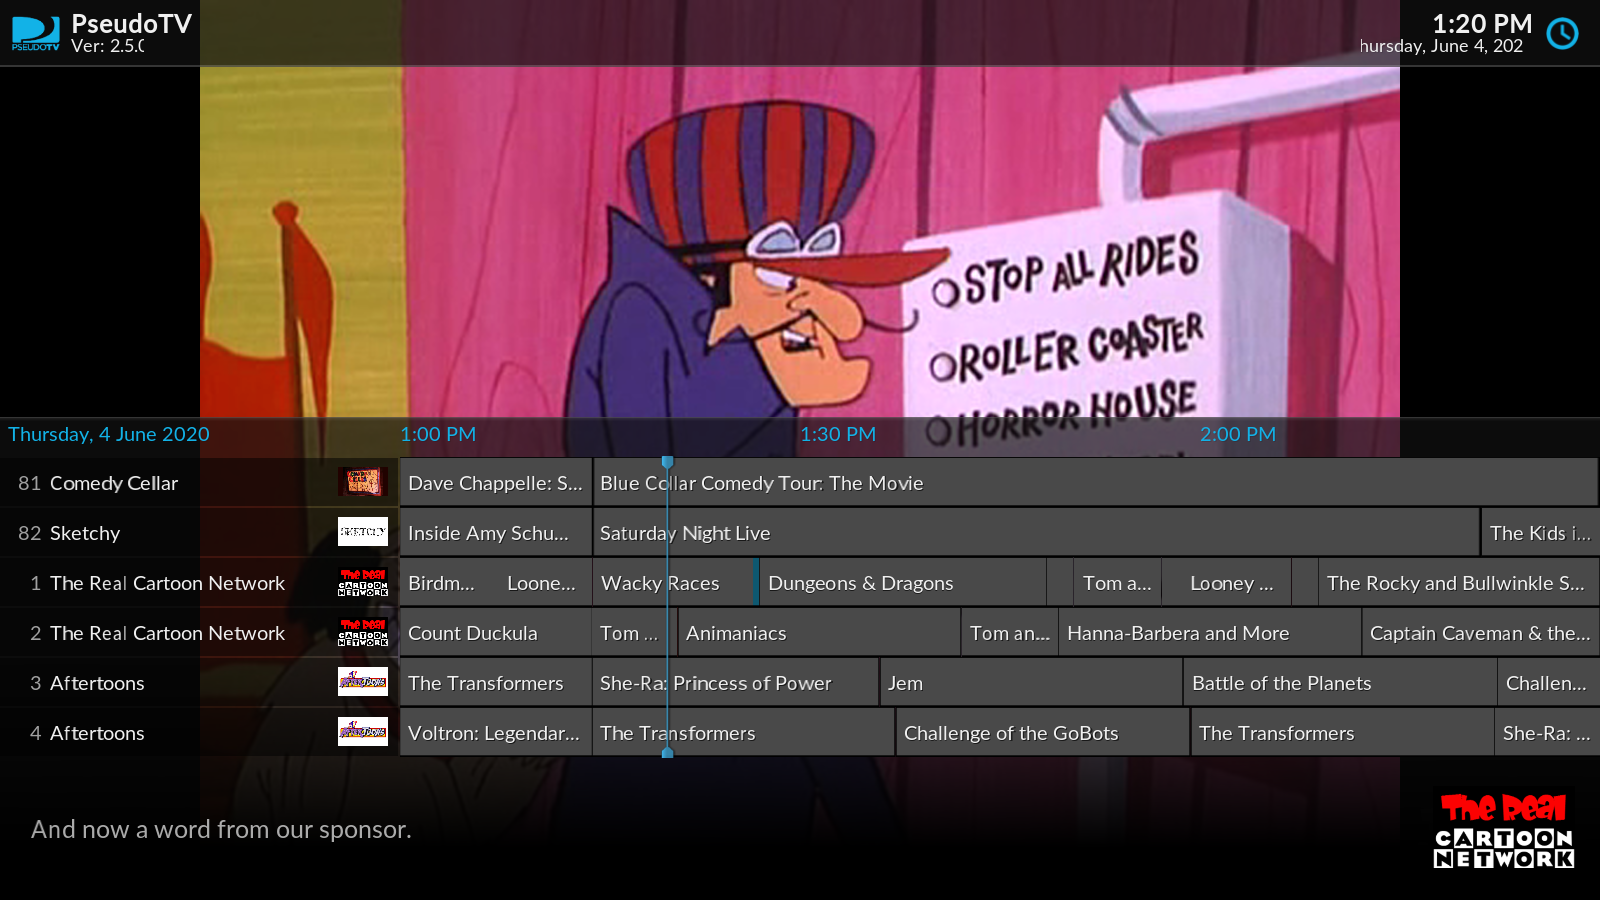 PseudoTV
Ver: 2.5.0
PSEUDOTV
1:20 PM
hursday, June 4, 202
STOP ALL RIDES
ROLLER COASTER
HORROR HOUSE
Thursday, 4 June 2020
1:00 PM
1:30 PM
2:00 PM
81 Comedy Cellar
Dave Chappelle: S...
Blue Collar Comedy Tour: The Movie
82 Sketchy
Inside Amy Schu...
Saturday Night Live
The Kids i...
1 The Real Cartoon Network
The Real
CARTOON
NETWORK
Birdm...
Loone...
Wacky Races
Dungeons & Dragons
Tom a...
Looney ...
The Rocky and Bullwinkle S...
2 The Real Cartoon Network
The Real
CARTOON
NETWORK
Count Duckula
Tom ...
Animaniacs
Tom an...
Hanna-Barbera and More
Captain Caveman & the...
3 Aftertoons
The Transformers
She-Ra: Princess of Power
Jem
Battle of the Planets
Challen...
4 Aftertoons
Voltron: Legendar...
The Transformers
Challenge of the GoBots
The Transformers
She-Ra: ...
And now a word from our sponsor.
The Real
CARTOON
NETWORK